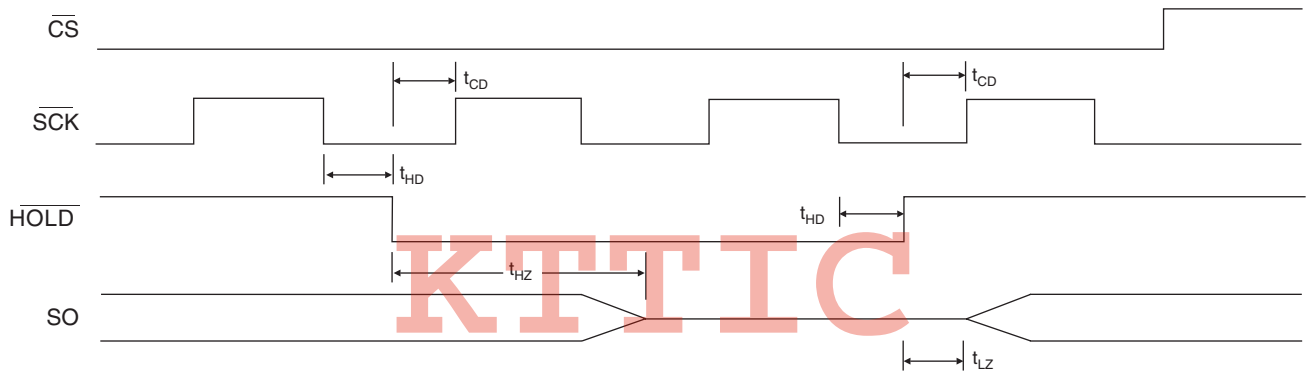 CS
tCD
tCD
SCK
tHD
HOLD
tHD
tHZ
KTTIC
SO
tLZ